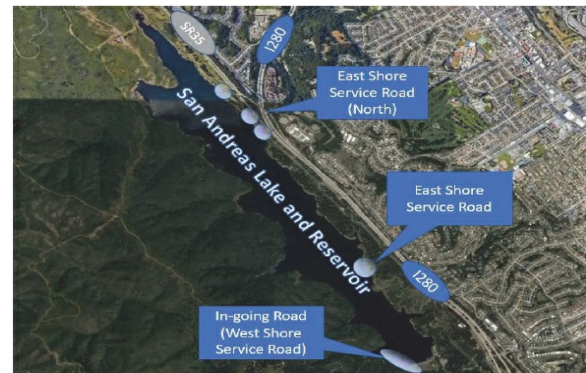 SR35
I280
East Shore
Service Road
(North)
San Andreas Lake and Reservoir
East Shore
Service Road
I280
In-going Road
(West Shore
Service Road)